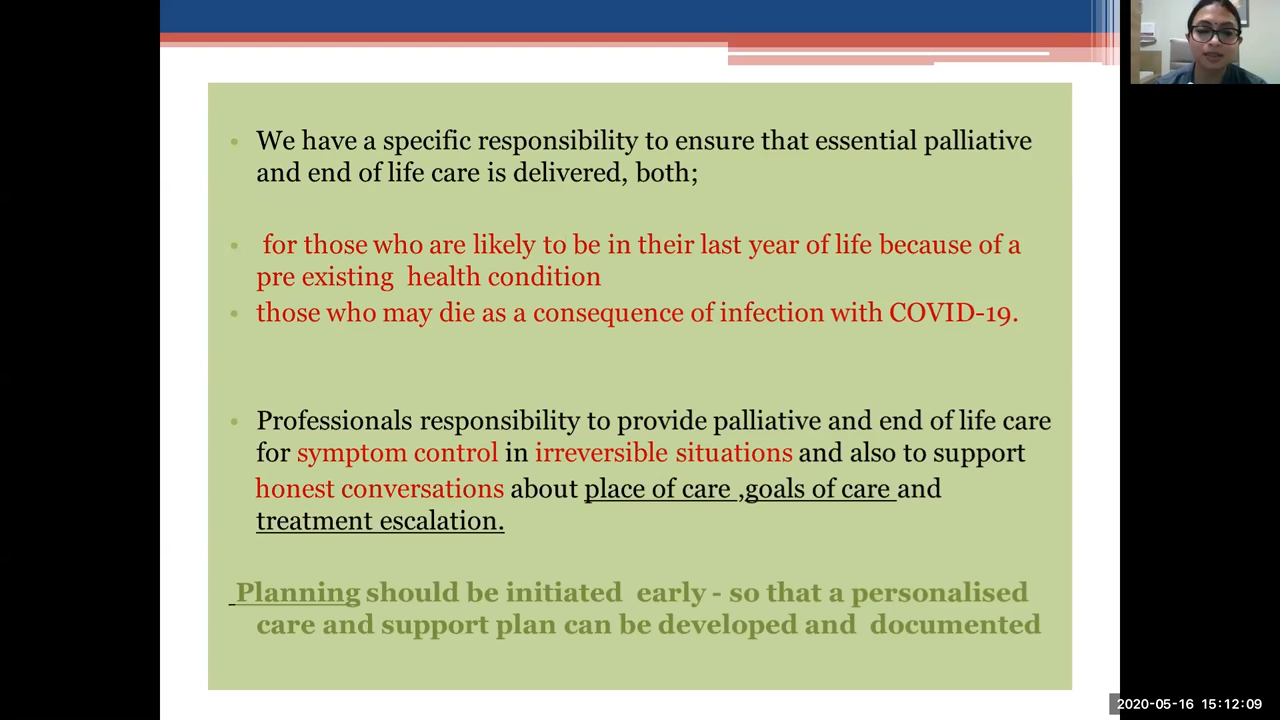 We have a specific responsibility to ensure that essential palliative
and end of life care is delivered, both;
for those who are likely to be in their last year of life because of a
pre existing health condition
those who may die as a consequence of infection with COVID-19.
Professionals responsibility to provide palliative and end of life care
for symptom control in irreversible situations and also to support
honest conversations about place of care ,goals of care and
treatment escalation.
Planning should be initiated early - so that a personalised
care and support plan can be developed and documented
2020-05-16 15:12:09